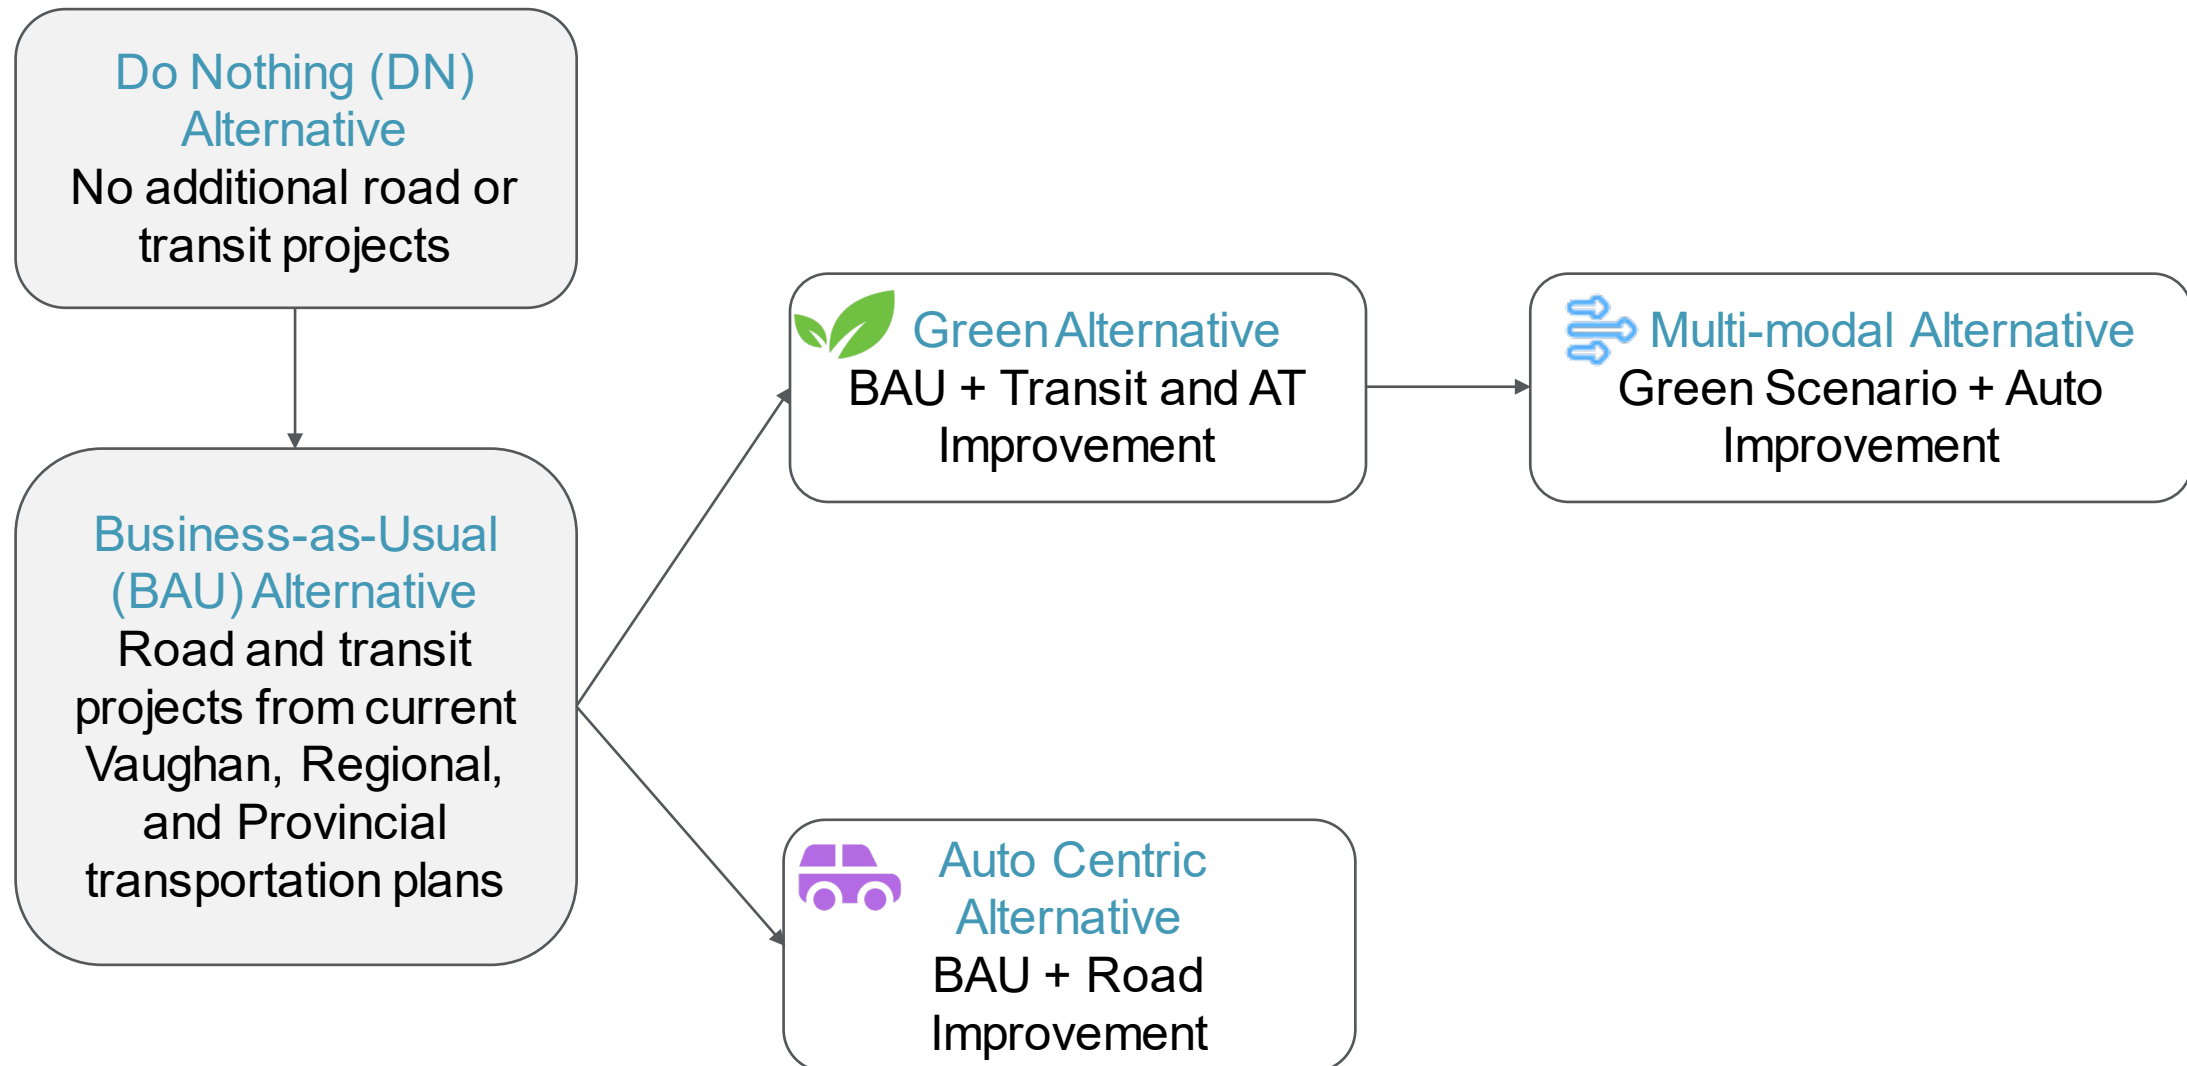 Do Nothing (DN)
Alternative
No additional road or
transit projects
Business-as-Usual
(BAU) Alternative
Road and transit
projects from current
Vaughan, Regional,
and Provincial
transportation plans
Green Alternative
BAU + Transit and AT
Improvement
Multi-modal Alternative
Green Scenario + Auto
Improvement
Auto Centric
Alternative
BAU + Road
Improvement